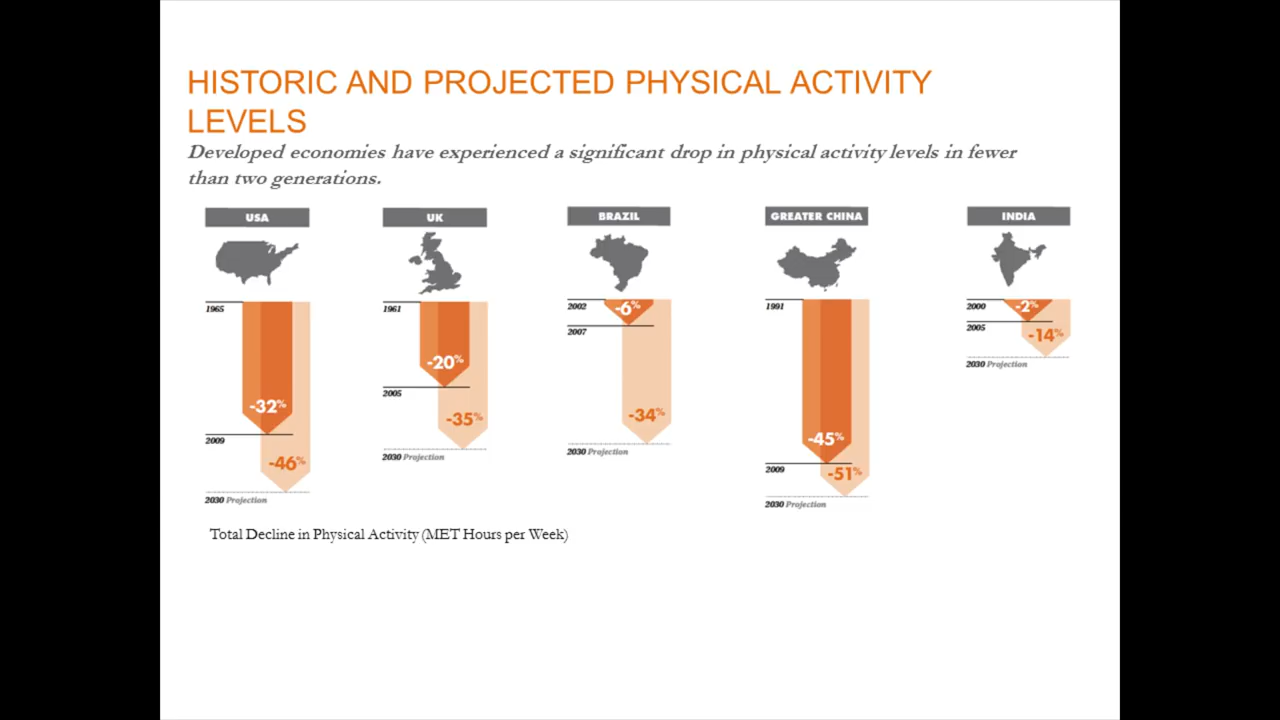 HISTORIC AND PROJECTED PHYSICAL ACTIVITY
LEVELS
Developed economies have experienced a significant drop in physical activity levels in fewer
than two generations.
USA
1965
-32%
2009
-46%
2030 Projection
UK
1961
-20%
2005
-35%
2030 Projection
BRAZIL
2002
-6%
2007
-34%
2030 Projection
GREATER CHINA
1991
-45%
2009
-51%
2030 Projection
INDIA
2000
-2%
2005
-14%
2030 Projection
Total Decline in Physical Activity (MET Hours per Week)